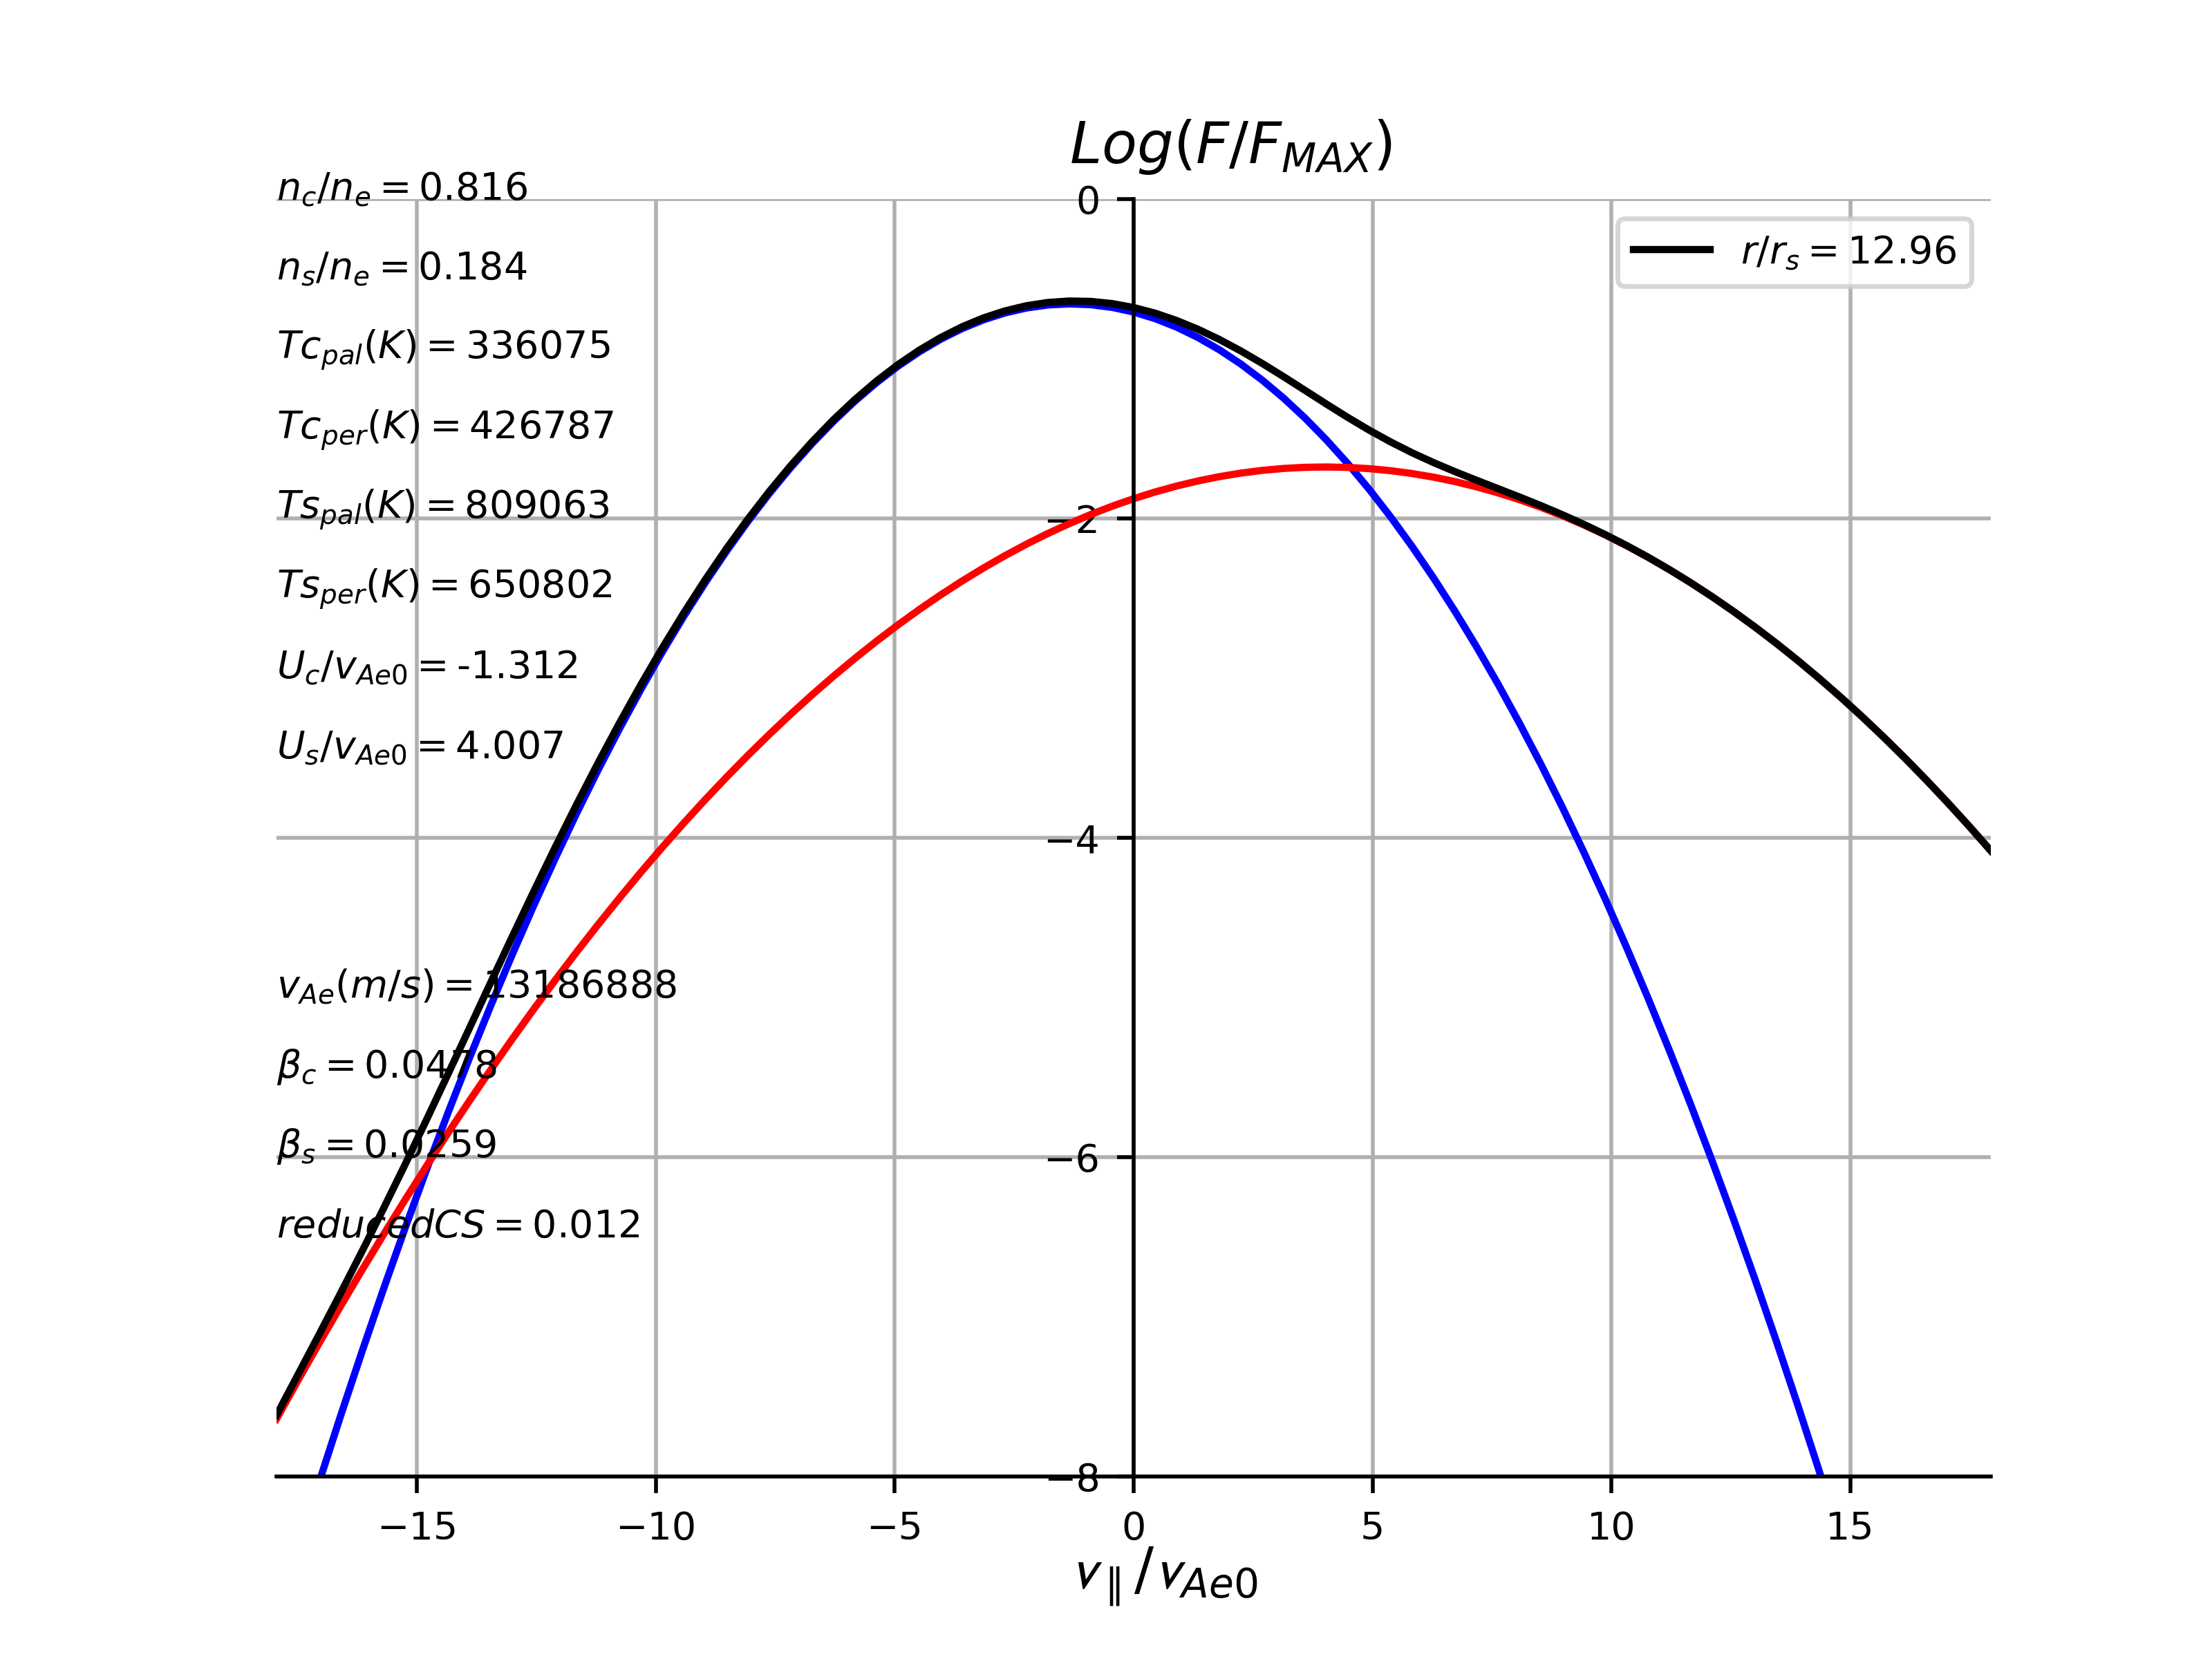 Log(F/F_MAX)
n_c/n_e = 0.816
n_s/n_e = 0.184
Tc_pal(K) = 336075
Tc_per(K) = 426787
Ts_pal(K) = 809063
Ts_per(K) = 650802
U_c/v_Ae0 = -1.312
U_s/v_Ae0 = 4.007
v_Ae(m/s) = 13186888
β_c = 0.0478
β_s = 0.0259
reducedCS = 0.012
r/r_s = 12.96
0
−2
−4
−6
−8
−15 −10 −5 0 5 10 15
v_∥/v_Ae0